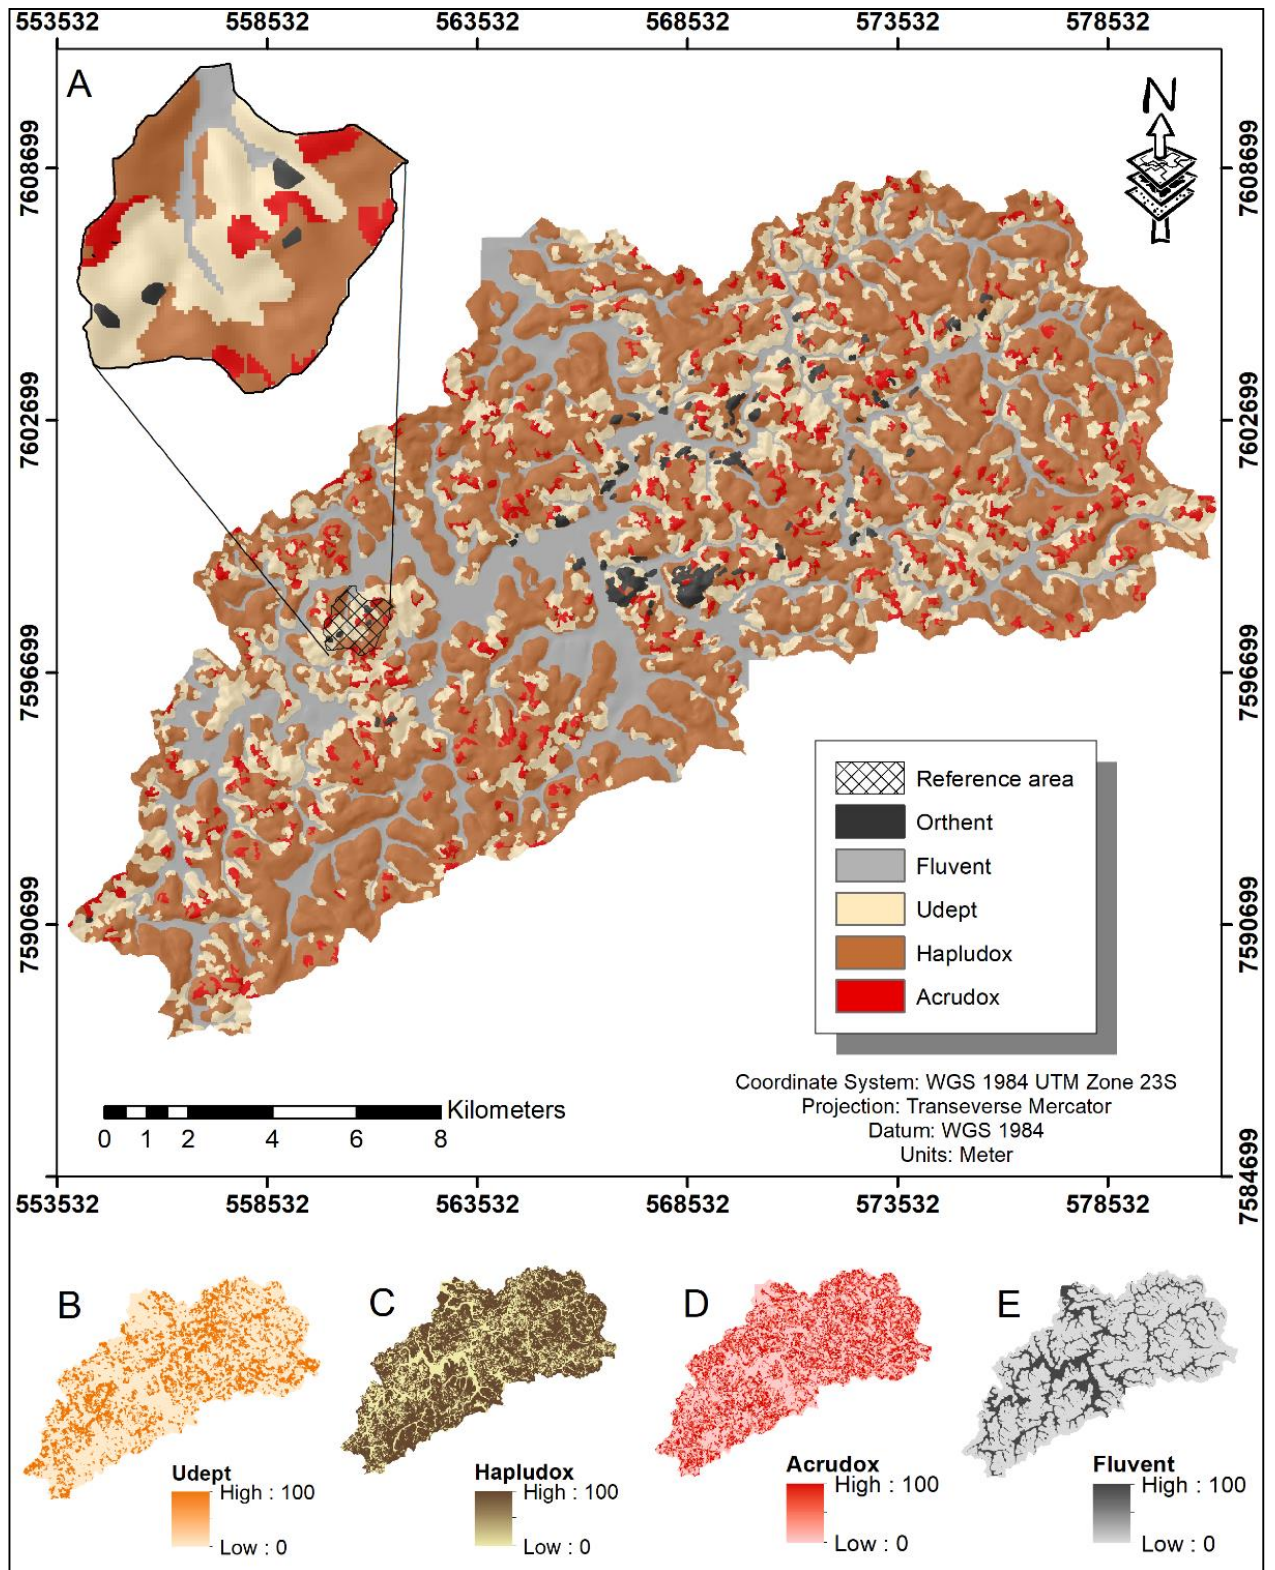 553532 558532 563532 568532 573532 578532
A
N
7608699 7608699
7602699 7602699
7596699 7596699
7590699 7590699
7584699
Reference area
Orthent
Fluvent
Udept
Hapludox
Acrudox
Coordinate System: WGS 1984 UTM Zone 23S
Projection: Transeverse Mercator
Datum: WGS 1984
Units: Meter
Kilometers
0 1 2 4 6 8
553532 558532 563532 568532 573532 578532
B C D E
Udept Hapludox Acrudox Fluvent
High : 100 High : 100 High : 100 High : 100
Low : 0 Low : 0 Low : 0 Low : 0